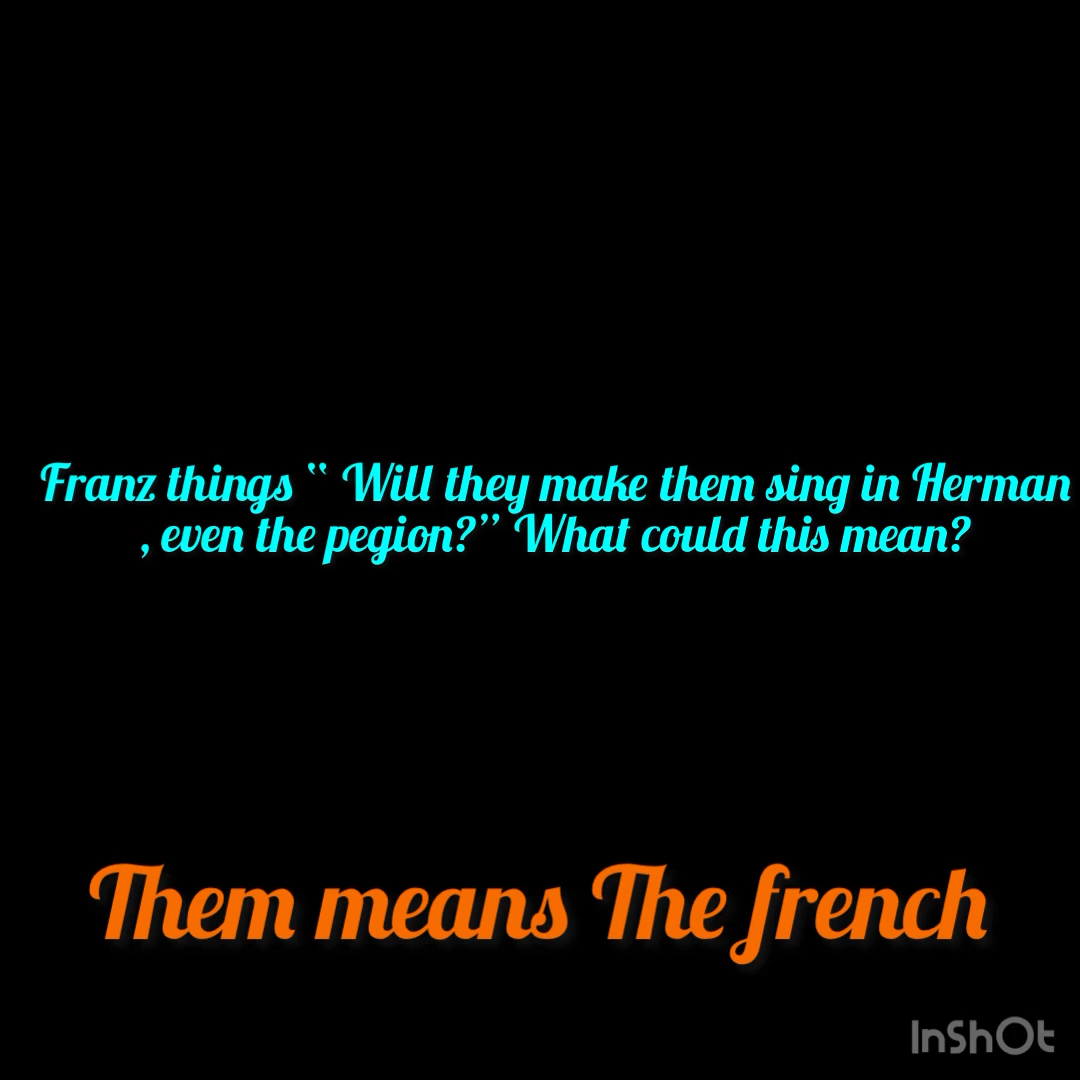 Franz things “ Will they make them sing in Herman
, even the pegion?” What could this mean?
Them means The french
InShOt